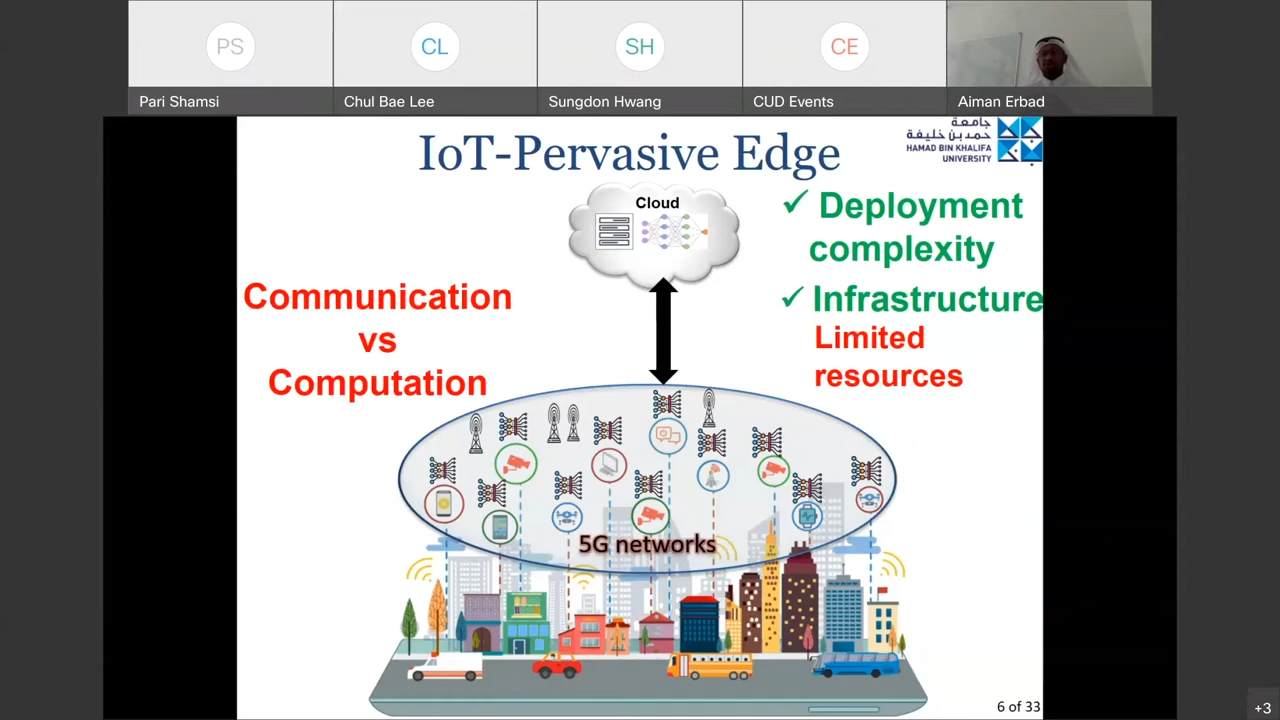 PS
CL
SH
CE
Pari Shamsi
Chul Bae Lee
Sungdon Hwang
CUD Events
Aiman Erbad
IoT-Pervasive Edge
جامعة
حمد بن خليفة
HAMAD BIN KHALIFA
UNIVERSITY
Cloud
✓ Deployment
complexity
✓ Infrastructure
Limited
resources
Communication
vs
Computation
5G networks
6 of 33
+3